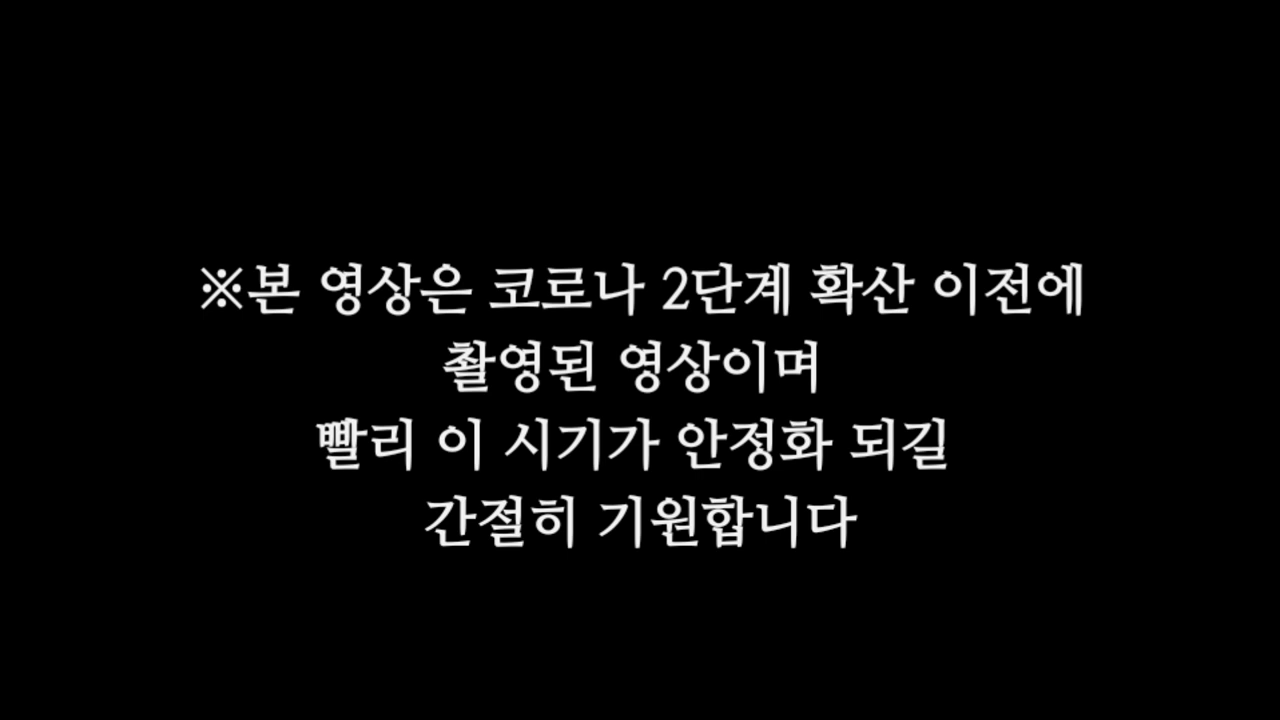 ※본 영상은 코로나 2단계 확산 이전에
촬영된 영상이며
빨리 이 시기가 안정화 되길
간절히 기원합니다